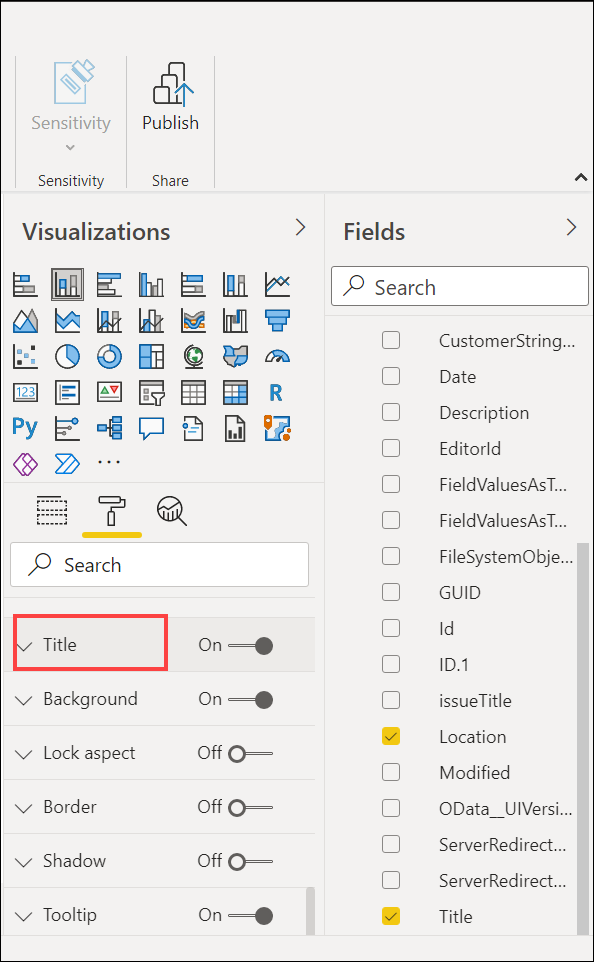 Sensitivity
Publish
Sensitivity
Share
Visualizations
Fields
Search
123
R
Py
...
Search
Title On
Background On
Lock aspect Off
Border Off
Shadow Off
Tooltip On
CustomerString...
Date
Description
EditorId
FieldValuesAsT...
FieldValuesAsT...
FileSystemObje...
GUID
Id
ID.1
issueTitle
Location
Modified
OData__UIVersi...
ServerRedirect...
ServerRedirect...
Title